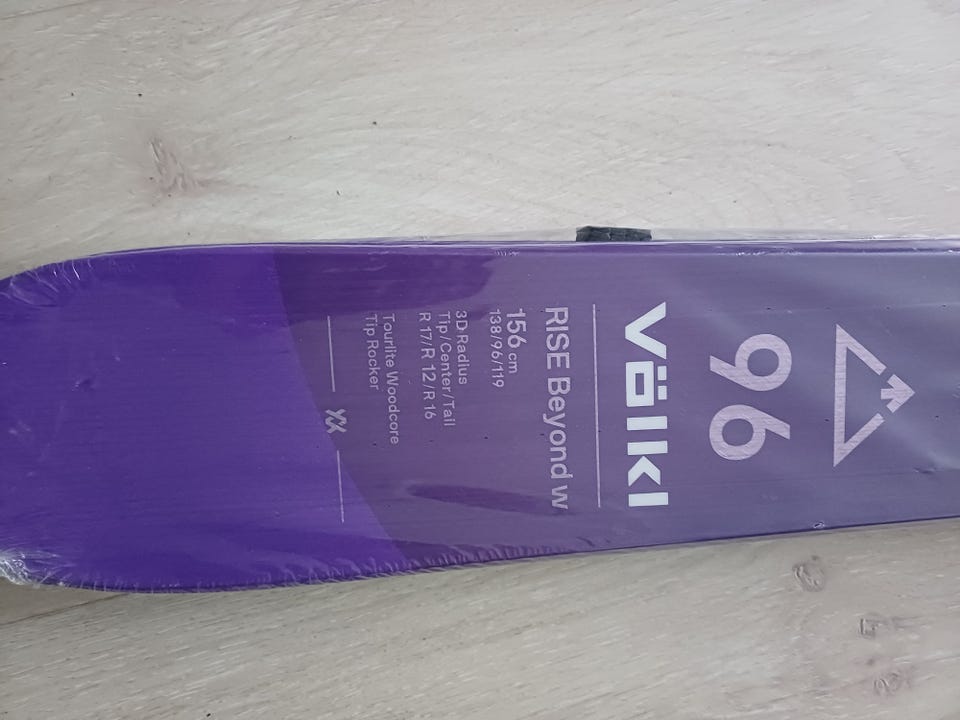 96
Völkl
RISE Beyond W
156 cm
138/96/119
3D Radius
Tip/Center/Tail
R 17/R 12/R 16
Tourlite Woodcore
Tip Rocker